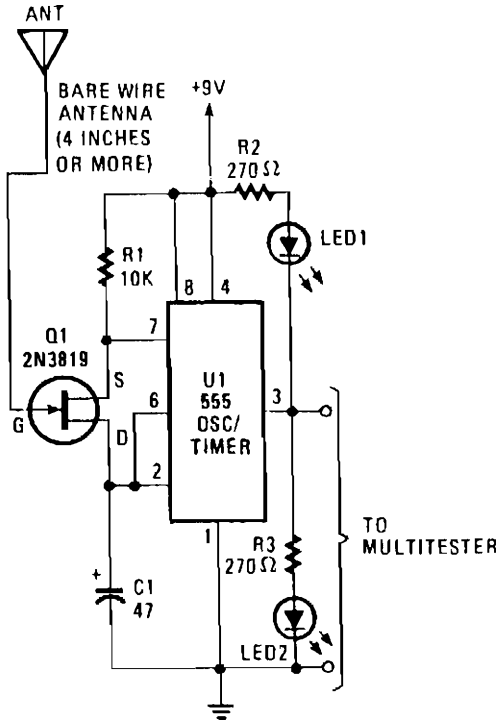 ANT
BARE WIRE
ANTENNA
(4 INCHES
OR MORE)
+9V
R2
270 Ω
LED1
R1
10K
8
4
Q1
2N3819
7
S
G
D
6
U1
555
OSC/
TIMER
3
2
1
R3
270 Ω
TO
MULTITESTER
+
C1
47
LED2